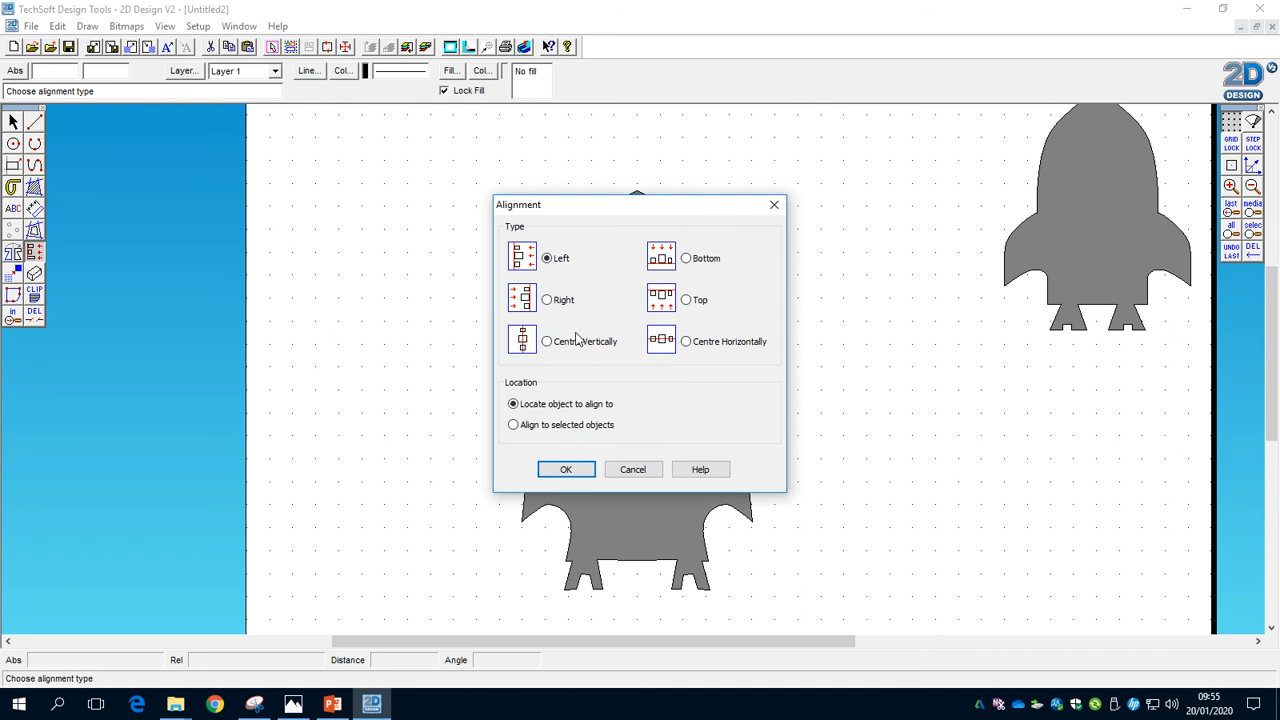 TechSoft Design Tools - 2D Design V2 - [Untitled2]
File Edit Draw Bitmaps View Setup Window Help
Abs Layer... Layer 1 Line... Col... Fill... Col... No fill
Choose alignment type
Lock Fill
2D V2
DESIGN
Alignment
Type
Left Bottom
Right Top
Centre Vertically Centre Horizontally
Location
Locate object to align to
Align to selected objects
OK Cancel Help
ABC
CLIP
in DEL
GRID LOCK STEP LOCK
last media
all selec
UNDO LAST DEL
Abs Rel Distance Angle
Choose alignment type
09:55
20/01/2020